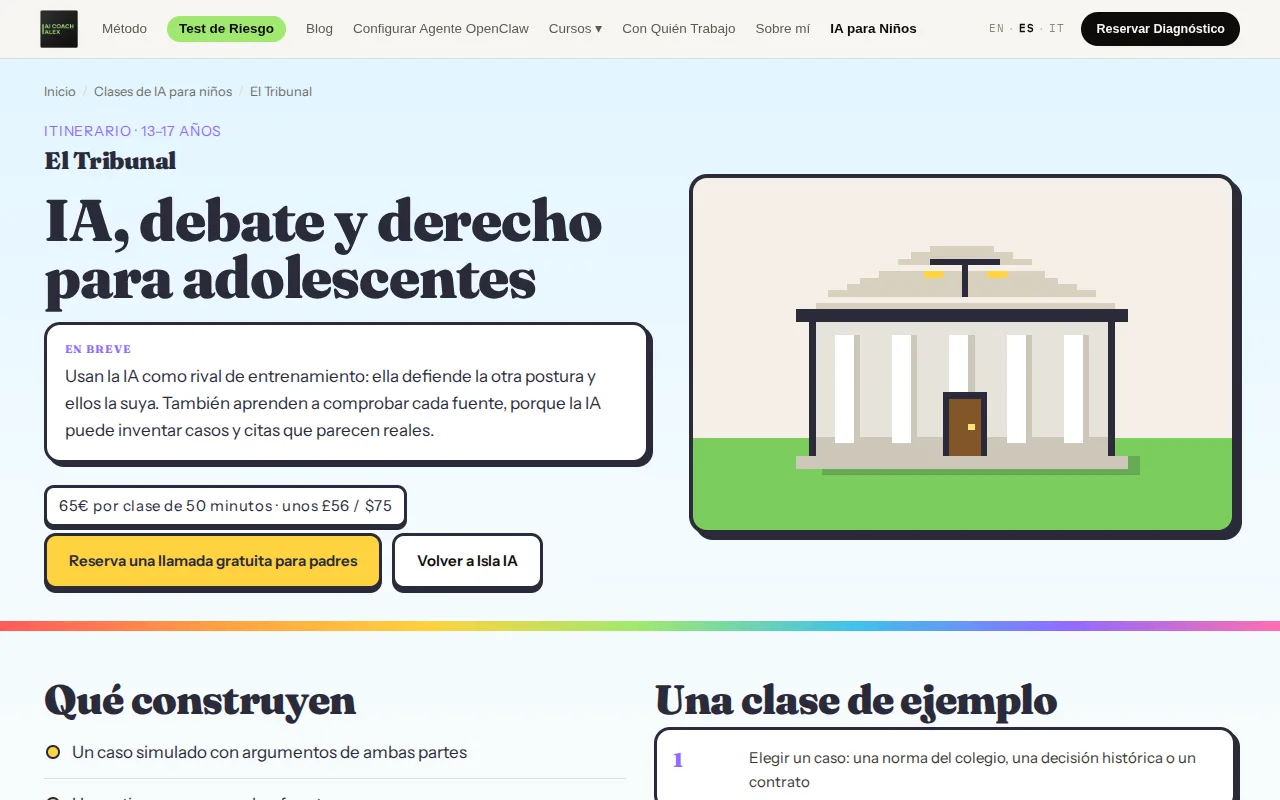 AI COACH
ALEX
Método
Test de Riesgo
Blog
Configurar Agente OpenClaw
Cursos ▾
Con Quién Trabajo
Sobre mí
IA para Niños
EN · ES · IT
Reservar Diagnóstico
Inicio / Clases de IA para niños / El Tribunal
ITINERARIO · 13–17 AÑOS
El Tribunal
IA, debate y derecho
para adolescentes
EN BREVE
Usan la IA como rival de entrenamiento: ella defiende la otra postura y
ellos la suya. También aprenden a comprobar cada fuente, porque la IA
puede inventar casos y citas que parecen reales.
65€ por clase de 50 minutos · unos £56 / $75
Reserva una llamada gratuita para padres
Volver a Isla IA
Qué construyen
Un caso simulado con argumentos de ambas partes
Una clase de ejemplo
1
Elegir un caso: una norma del colegio, una decisión histórica o un
contrato